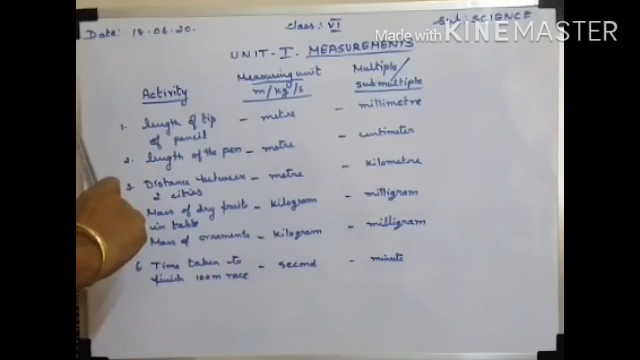 Date: 18.06.20. Class: VI Sub: SCIENCE
Made with KINEMASTER
UNIT-I. MEASUREMENTS
Activity Measuring unit m/kg/s Multiple/submultiple
1. length of tip of pencil - metre - millimetre
2. length of the pen - metre - centimeter
3. Distance between 2 cities - metre - kilometre
Mass of dry fruit in table - kilogram - milligram
Mass of ornaments - kilogram - milligram
6. Time taken to finish 100m race - second - minute